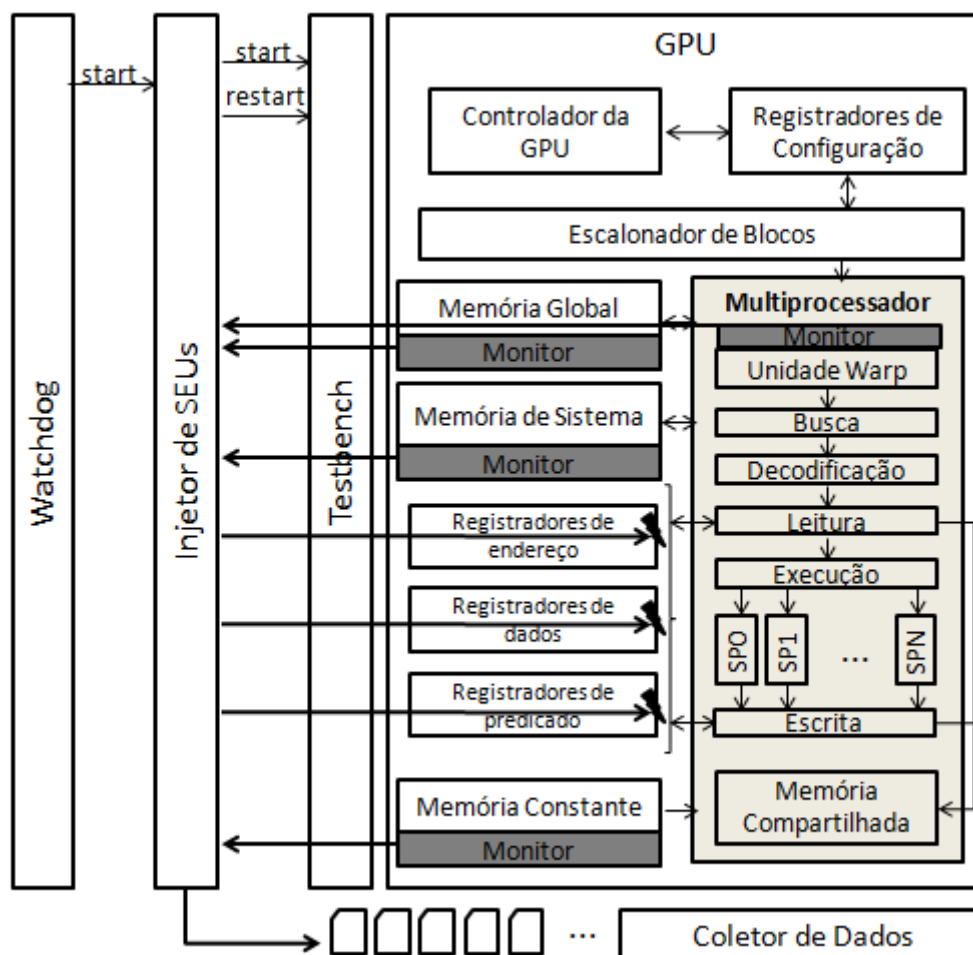 Watchdog
start
Injetor de SEUs
start
restart
Testbench
GPU
Controlador da
GPU
Registradores de
Configuração
Escalonador de Blocos
Memória Global
Monitor
Memória de Sistema
Monitor
Registradores de
endereço
Registradores de
dados
Registradores de
predicado
Memória Constante
Monitor
Multiprocessador
Monitor
Unidade Warp
Busca
Decodificação
Leitura
Execução
SP0
SP1
...
SPN
Escrita
Memória
Compartilhada
...
Coletor de Dados